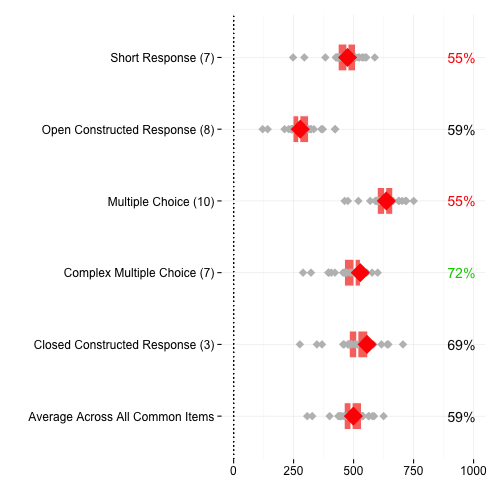 Short Response (7) 55%
Open Constructed Response (8) 59%
Multiple Choice (10) 55%
Complex Multiple Choice (7) 72%
Closed Constructed Response (3) 69%
Average Across All Common Items 59%
0 250 500 750 1000